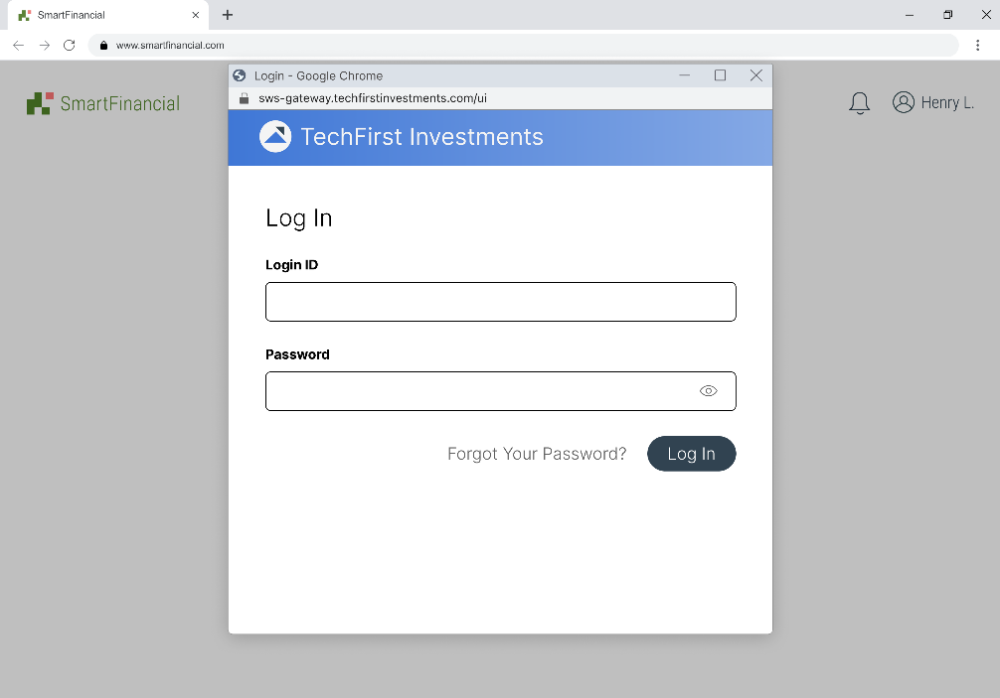 SmartFinancial
www.smartfinancial.com
Login - Google Chrome
sws-gateway.techfirstinvestments.com/ui
SmartFinancial
Henry L.
TechFirst Investments
Log In
Login ID
Password
Forgot Your Password?
Log In